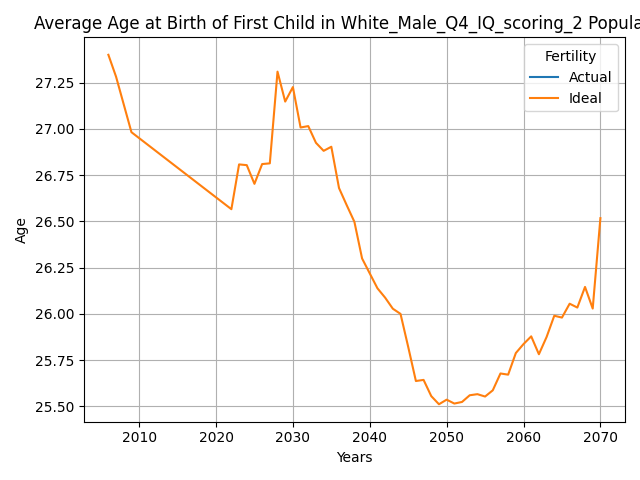 Average Age at Birth of First Child in White_Male_Q4_IQ_scoring_2 Popula
Fertility
Actual
Ideal
27.25
27.00
26.75
26.50
26.25
26.00
25.75
25.50
Age
2010 2020 2030 2040 2050 2060 2070
Years